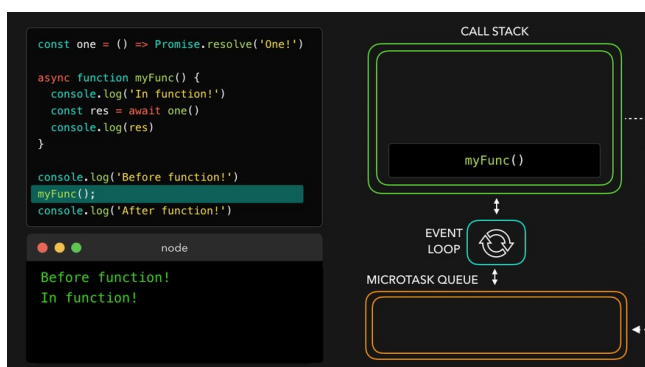 const one = () => Promise.resolve('One!')
async function myFunc() {
console.log('In function!')
const res = await one()
console.log(res)
}
console.log('Before function!')
myFunc();
console.log('After function!')
node
Before function!
In function!
CALL STACK
myFunc()
EVENT
LOOP
MICROTASK QUEUE